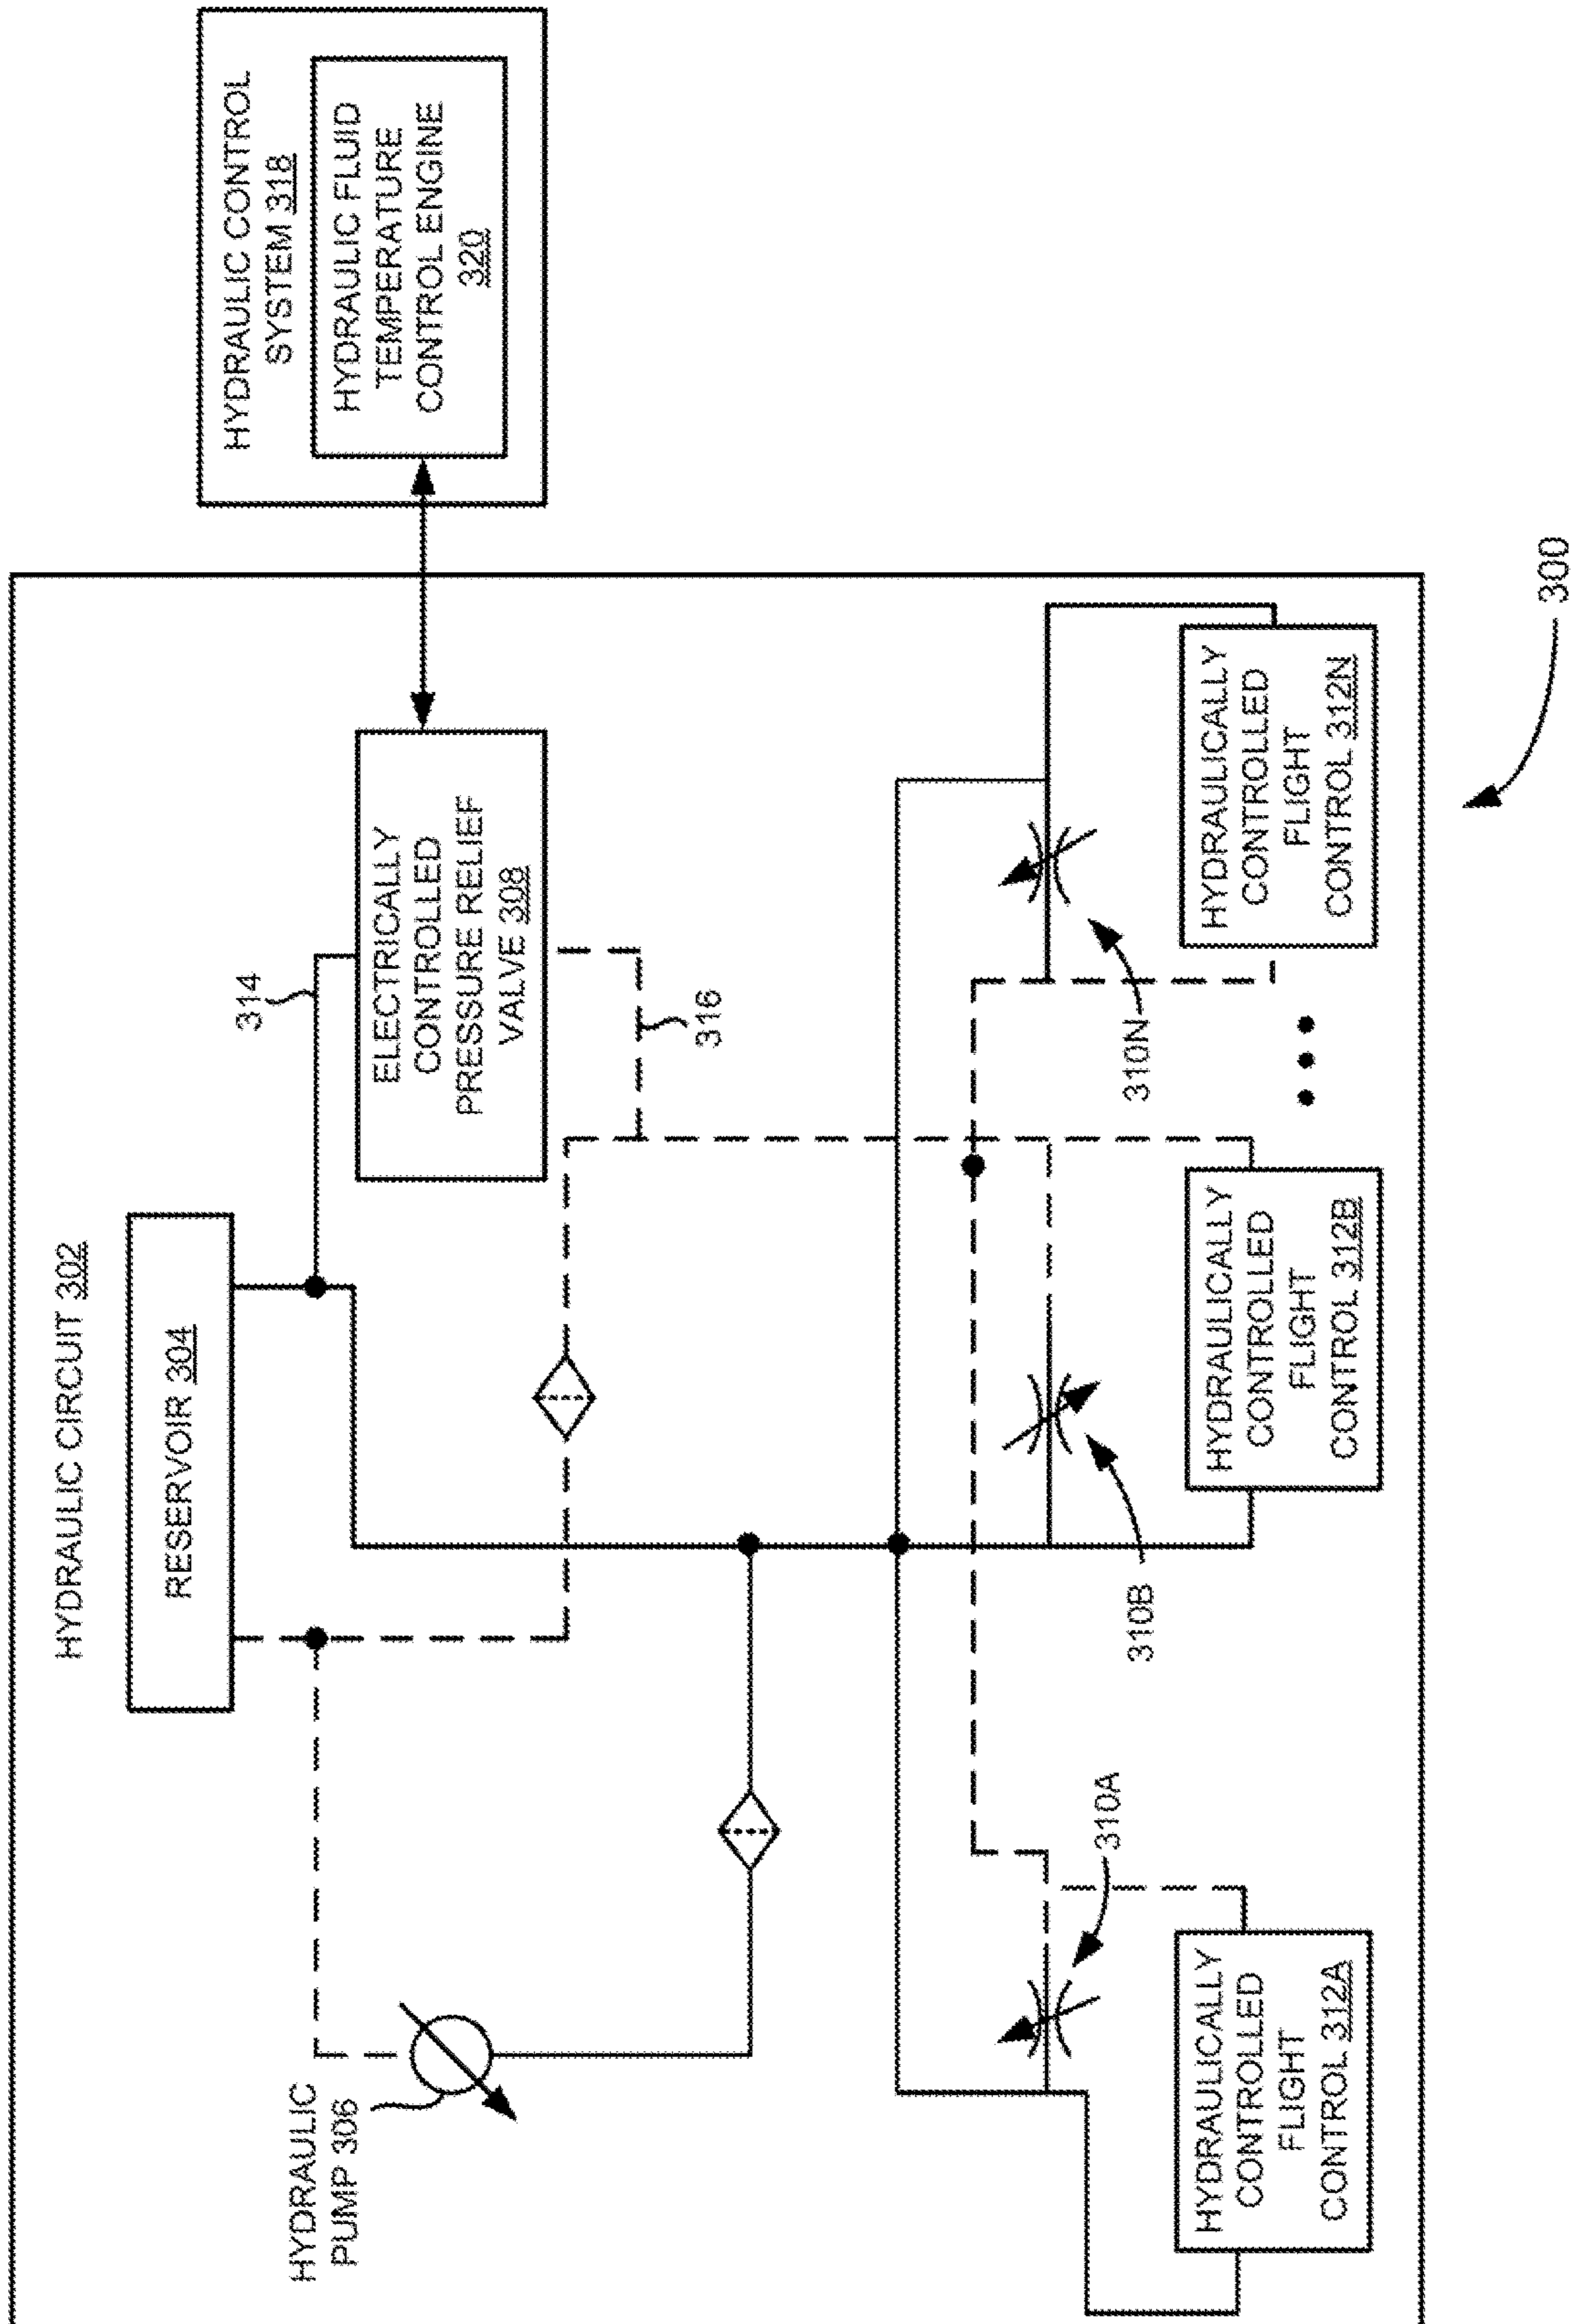 HYDRAULIC CIRCUIT 302
RESERVOIR 304
HYDRAULIC
PUMP 306
314
ELECTRICALLY
CONTROLLED
PRESSURE RELIEF
VALVE 308
316
HYDRAULIC CONTROL
SYSTEM 318
HYDRAULIC FLUID
TEMPERATURE
CONTROL ENGINE
320
310A
310B
310N
HYDRAULICALLY
CONTROLLED
FLIGHT
CONTROL 312A
HYDRAULICALLY
CONTROLLED
FLIGHT
CONTROL 312B
HYDRAULICALLY
CONTROLLED
FLIGHT
CONTROL 312N
300